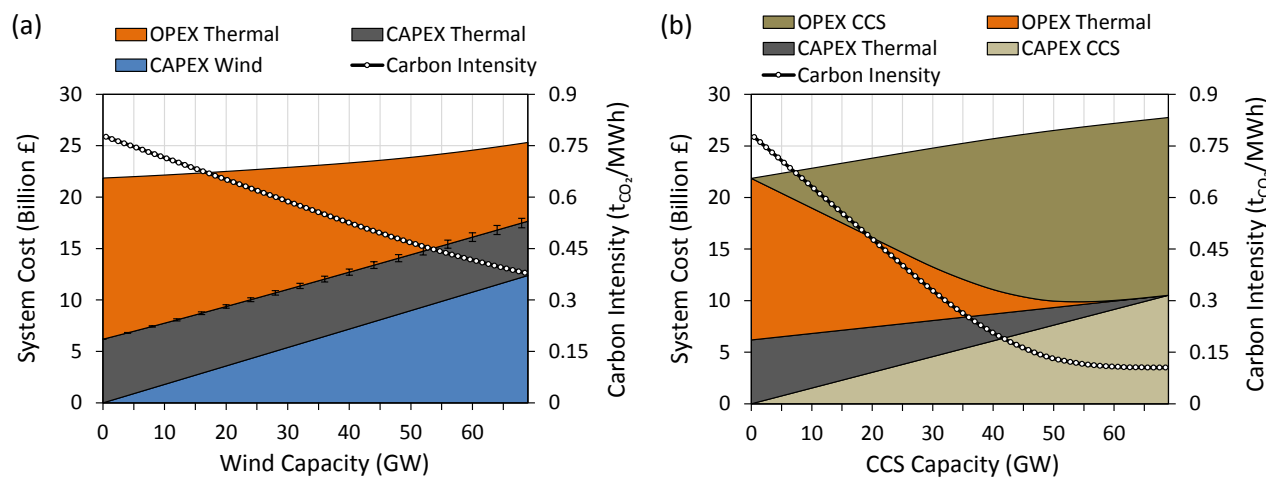 (a)
OPEX Thermal CAPEX Thermal
CAPEX Wind Carbon Intensity
System Cost (Billion £)
30
25
20
15
10
5
0
0.9
0.75
0.6
0.45
0.3
0.15
0
Carbon Intensity (tCO₂/MWh)
0 10 20 30 40 50 60
Wind Capacity (GW)
(b)
OPEX CCS OPEX Thermal
CAPEX Thermal CAPEX CCS
Carbon Inensity
System Cost (Billion £)
30
25
20
15
10
5
0
0.9
0.75
0.6
0.45
0.3
0.15
0
Carbon Intensity (tCO₂/MWh)
0 10 20 30 40 50 60
CCS Capacity (GW)